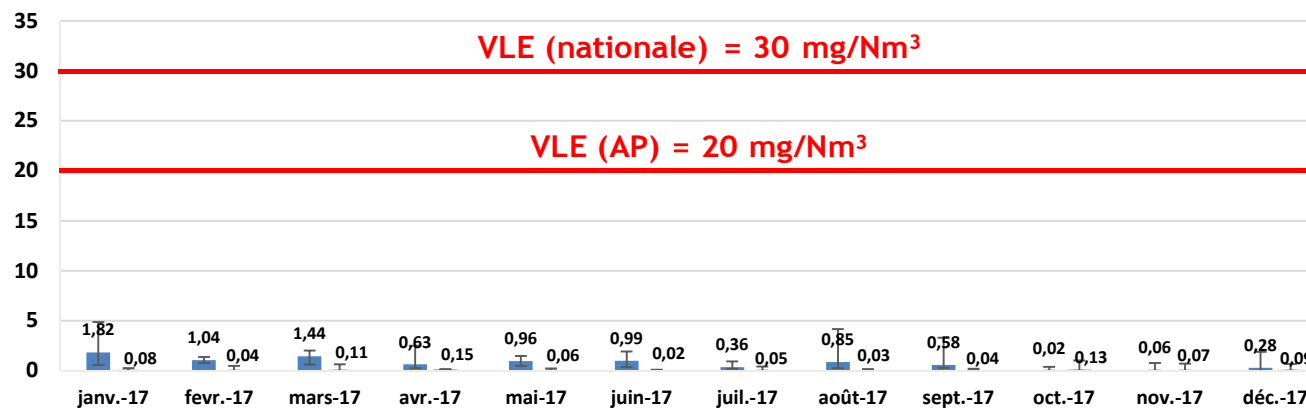 35
VLE (nationale) = 30 mg/Nm³
30
25
VLE (AP) = 20 mg/Nm³
20
15
10
5
1,82 0,08 1,04 0,04 1,44 0,11 0,63 0,15 0,96 0,06 0,99 0,02 0,36 0,05 0,85 0,03 0,58 0,04 0,02 0,13 0,06 0,07 0,28 0,09
0
janv.-17 fevr.-17 mars-17 avr.-17 mai-17 juin-17 juil.-17 août-17 sept.-17 oct.-17 nov.-17 déc.-17